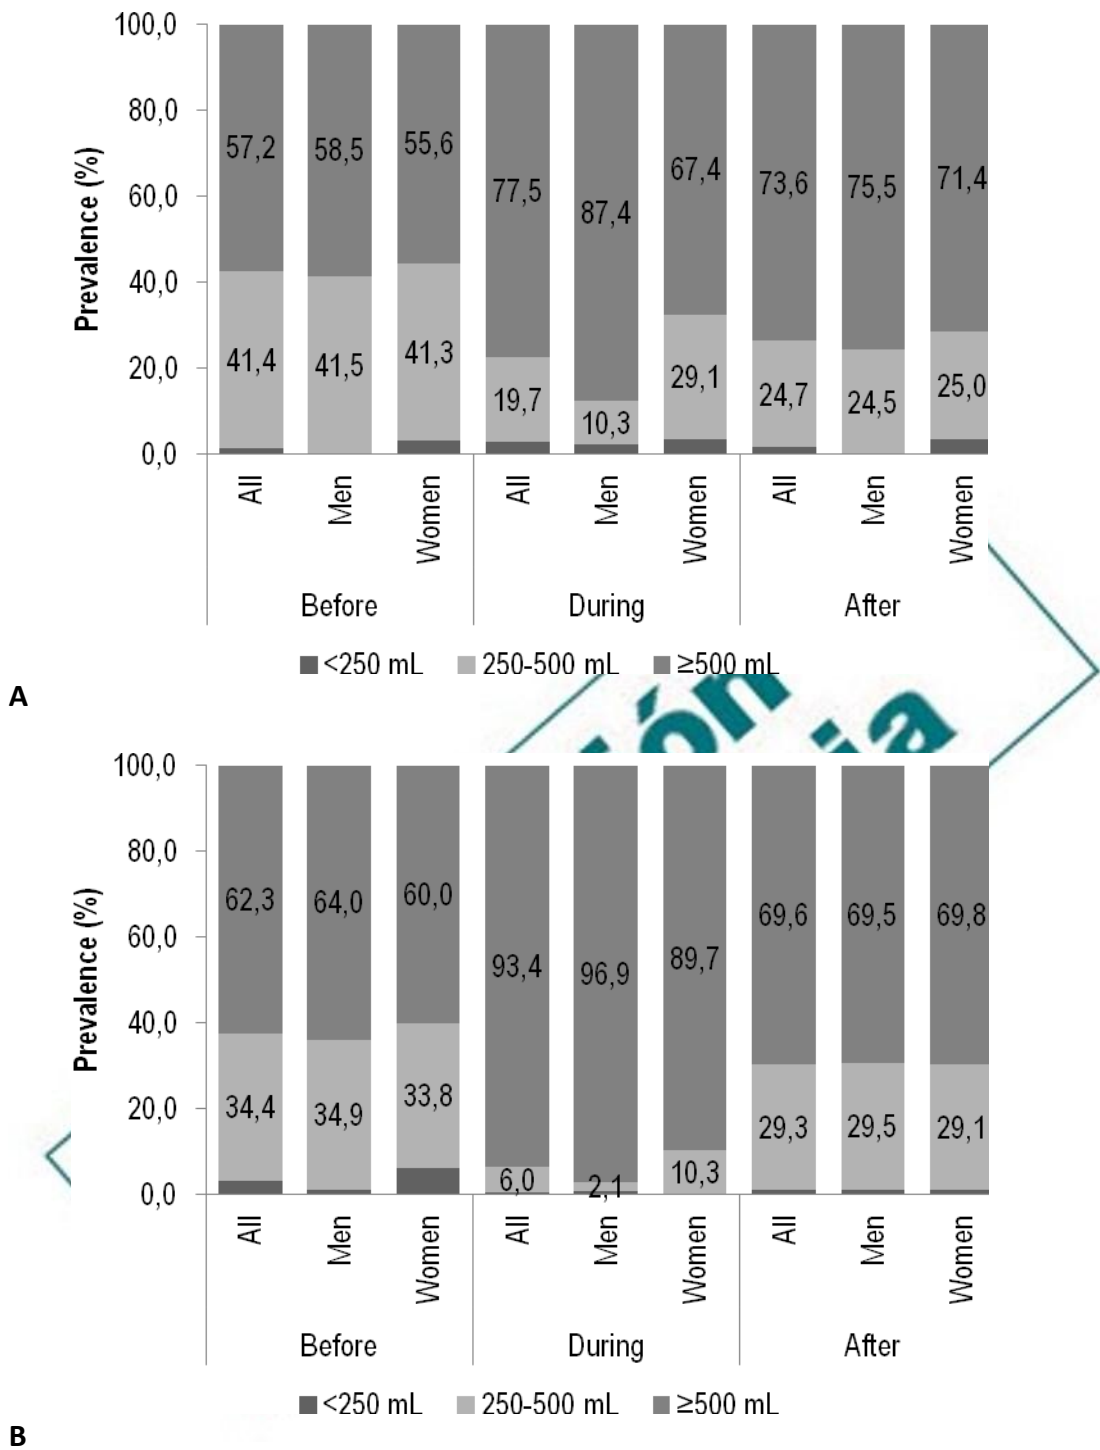 100,0
80,0
60,0
40,0
20,0
0,0
Prevalence (%)
57,2 58,5 55,6 77,5 87,4 67,4 73,6 75,5 71,4
41,4 41,5 41,3 19,7 10,3 29,1 24,7 24,5 25,0
All Men Women All Men Women All Men Women
Before During After
<250 mL 250-500 mL ≥500 mL
A
100,0
80,0
60,0
40,0
20,0
0,0
Prevalence (%)
62,3 64,0 60,0 93,4 96,9 89,7 69,6 69,5 69,8
34,4 34,9 33,8 6,0 2,1 10,3 29,3 29,5 29,1
All Men Women All Men Women All Men Women
Before During After
<250 mL 250-500 mL ≥500 mL
B